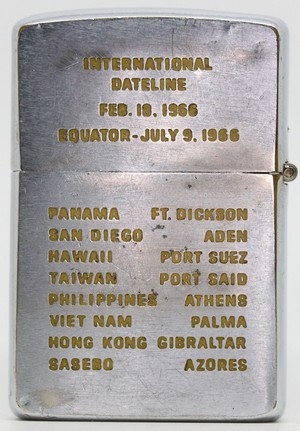 INTERNATIONAL
DATELINE
FEB. 18, 1966
EQUATOR-JULY 9, 1966
PANAMA FT. DICKSON
SAN DIEGO ADEN
HAWAII PORT SUEZ
TAIWAN PORT SAID
PHILIPPINES ATHENS
VIET NAM PALMA
HONG KONG GIBRALTAR
SASEBO AZORES